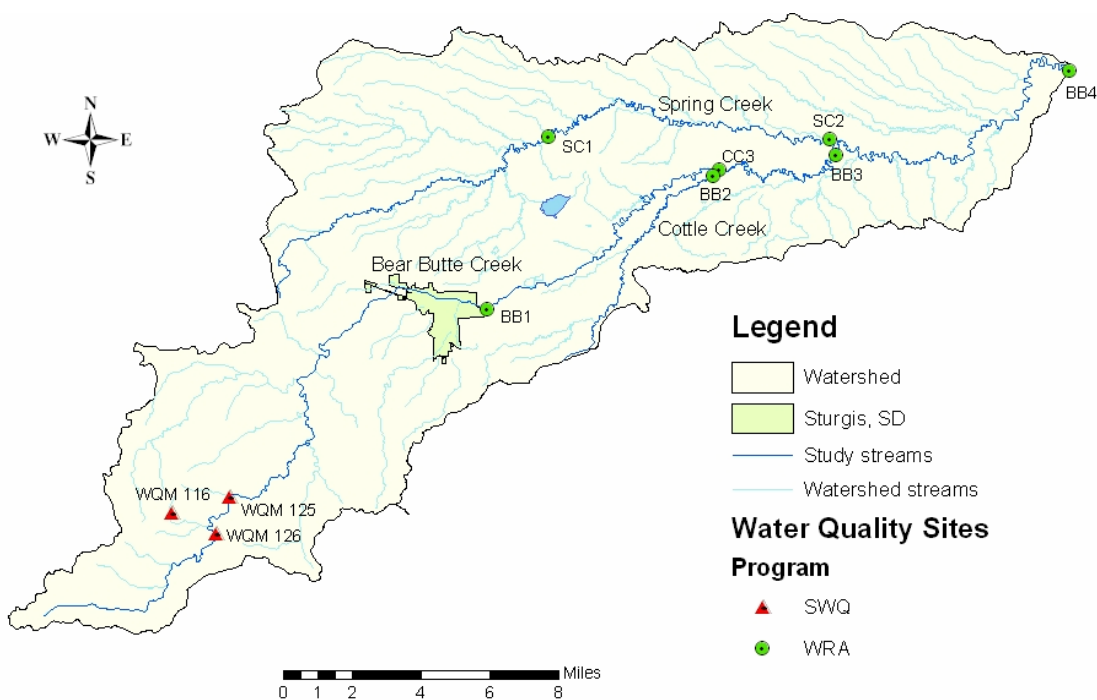 N
W E
S
Spring Creek
SC1
SC2
BB4
CC3
BB3
BB2
Cottle Creek
Bear Butte Creek
BB1
WQM 116
WQM 125
WQM 126
Legend
Watershed
Sturgis, SD
Study streams
Watershed streams
Water Quality Sites
Program
SWQ
WRA
Miles
0 1 2 4 6 8